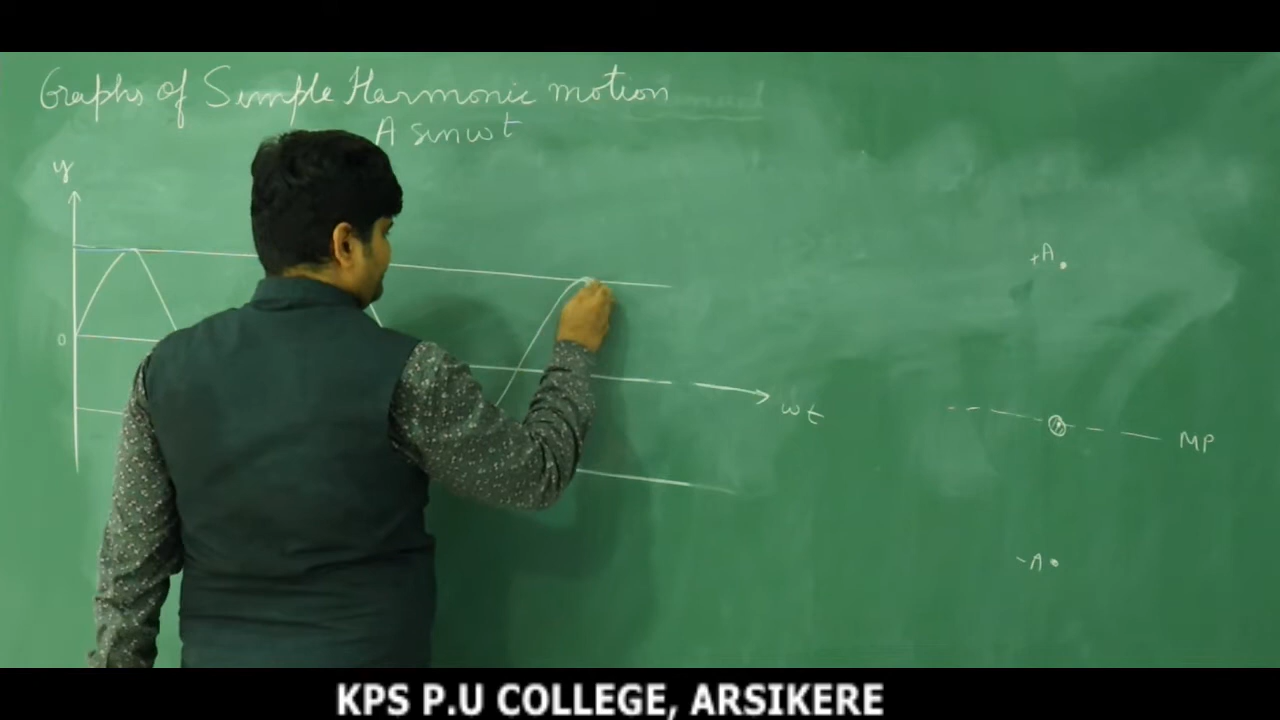 Graphs of Simple Harmonic motion
A sinωt
y
+A
0
ωt
MP
-A
KPS P.U COLLEGE, ARSIKERE